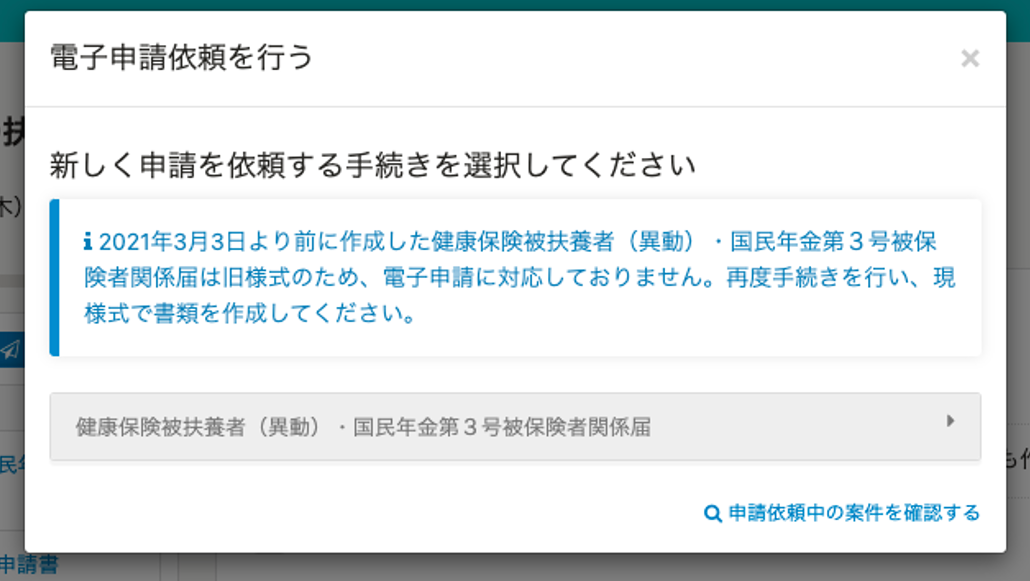 電子申請依頼を行う
×
扶
木）
新しく申請を依頼する手続きを選択してください
2021年3月3日より前に作成した健康保険被扶養者（異動）・国民年金第３号被保
険者関係届は旧様式のため、電子申請に対応しておりません。再度手続きを行い、現
様式で書類を作成してください。
健康保険被扶養者（異動）・国民年金第３号被保険者関係届
民年
も作
申請依頼中の案件を確認する
申請書